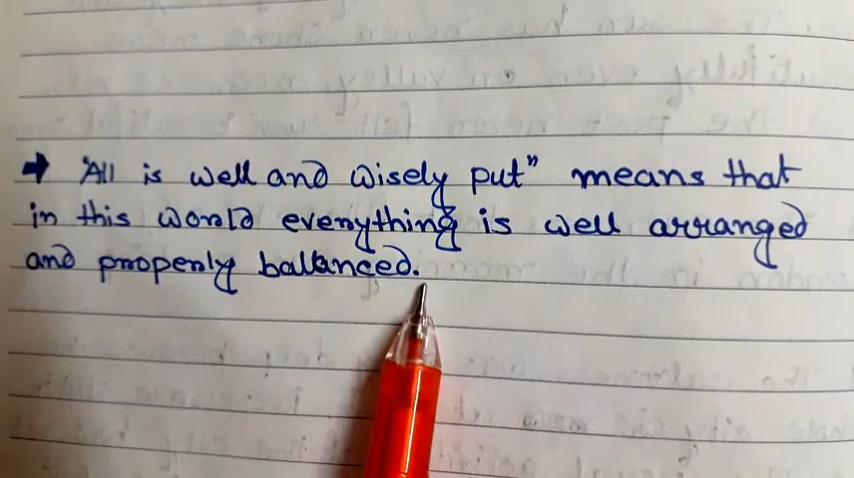 ➡ "All is well and wisely put" means that
in this world everything is well arranged
and properly balanced.